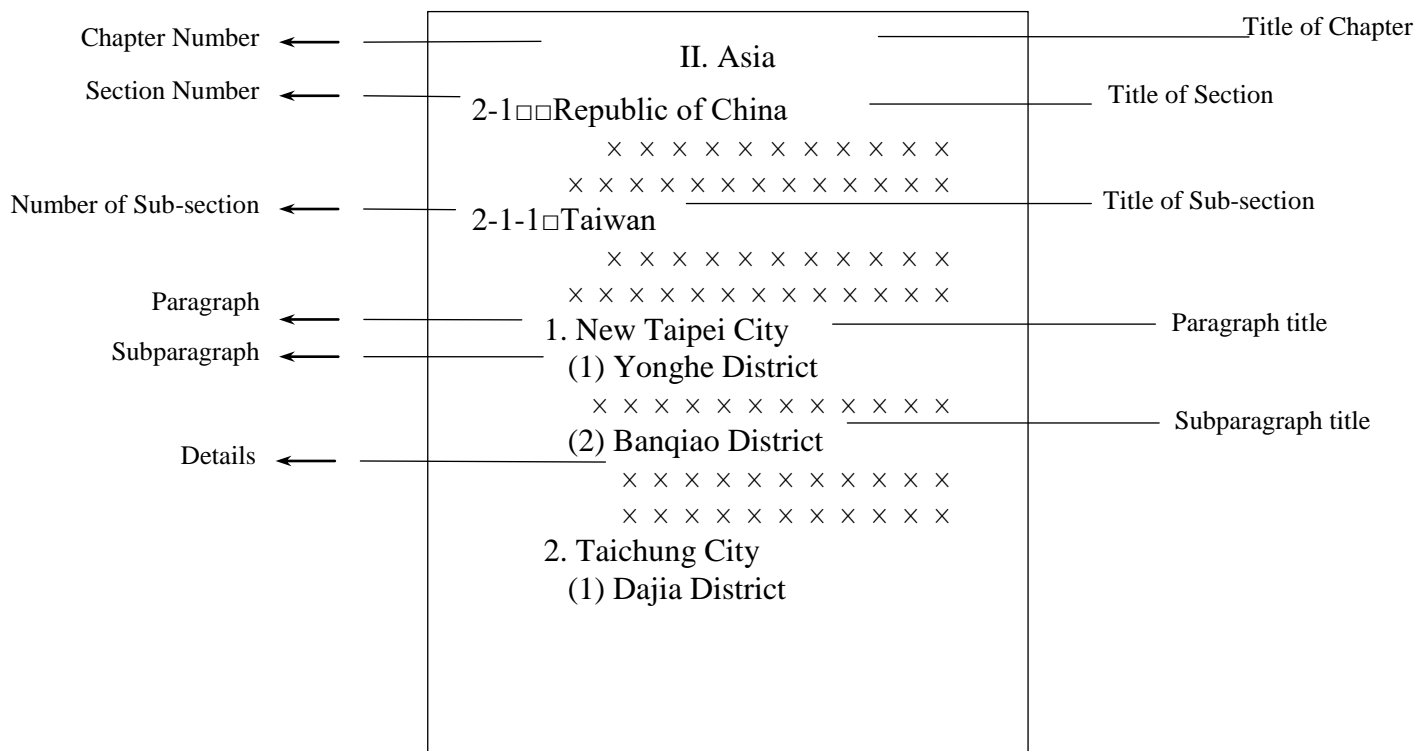 Chapter Number
Title of Chapter
II. Asia
Section Number
Title of Section
2-1□□Republic of China
× × × × × × × × × × ×
× × × × × × × × × × × ×
Number of Sub-section
Title of Sub-section
2-1-1□Taiwan
× × × × × × × × × × ×
× × × × × × × × × × × ×
Paragraph
1. New Taipei City
Paragraph title
Subparagraph
(1) Yonghe District
× × × × × × × × × × × ×
Subparagraph title
(2) Banqiao District
Details
× × × × × × × × × × ×
× × × × × × × × × × ×
2. Taichung City
(1) Dajia District